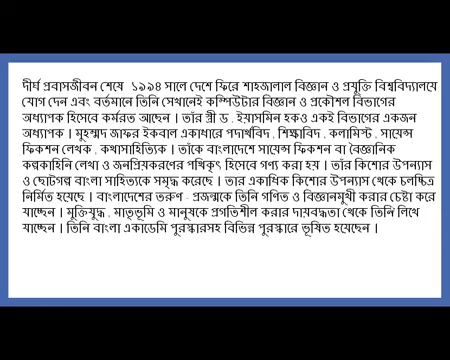 দীর্ঘ প্রবাসজীবন শেষে ১৯৯৪ সালে দেশে ফিরে শাহজালাল বিজ্ঞান ও প্রযুক্তি বিশ্ববিদ্যালয়ে
যোগ দেন এবং বর্তমানে তিনি সেখানেই কম্পিউটার বিজ্ঞান ও প্রকৌশল বিভাগের
অধ্যাপক হিসেবে কর্মরত আছেন । তাঁর স্ত্রী ড . ইয়াসমিন হকও একই বিভাগের একজন
অধ্যাপক । মুহম্মদ জাফর ইকবাল একাধারে পদার্থবিদ , শিক্ষাবিদ , কলামিস্ট , সায়েন্স
ফিকশন লেখক , কথাসাহিত্যিক । তাঁকে বাংলাদেশে সায়েন্স ফিকশন বা বৈজ্ঞানিক
কল্পকাহিনি লেখা ও জনপ্রিয়করণের পথিকৃৎ হিসেবে গণ্য করা হয় । তাঁর কিশোর উপন্যাস
ও ছোটগল্প বাংলা সাহিত্যকে সমৃদ্ধ করেছে । তার একাধিক কিশোর উপন্যাস থেকে চলচ্চিত্র
নির্মিত হয়েছে । বাংলাদেশের তরুণ - প্রজন্মকে তিনি গণিত ও বিজ্ঞানমুখী করার চেষ্টা করে
যাচ্ছেন । মুক্তিযুদ্ধ , মাতৃভূমি ও মানুষকে প্রগতিশীল করার দায়বদ্ধতা থেকে তিনি লিখে
যাচ্ছেন । তিনি বাংলা একাডেমি পুরস্কারসহ বিভিন্ন পুরস্কারে ভূষিত হয়েছেন ।